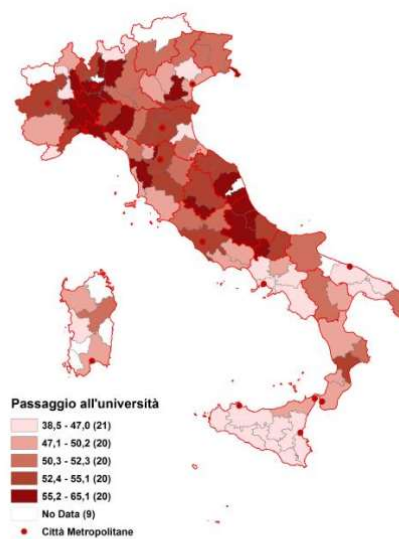 Passaggio all'università
38,5 - 47,0 (21)
47,1 - 50,2 (20)
50,3 - 52,3 (20)
52,4 - 55,1 (20)
55,2 - 65,1 (20)
No Data (9)
Città Metropolitane